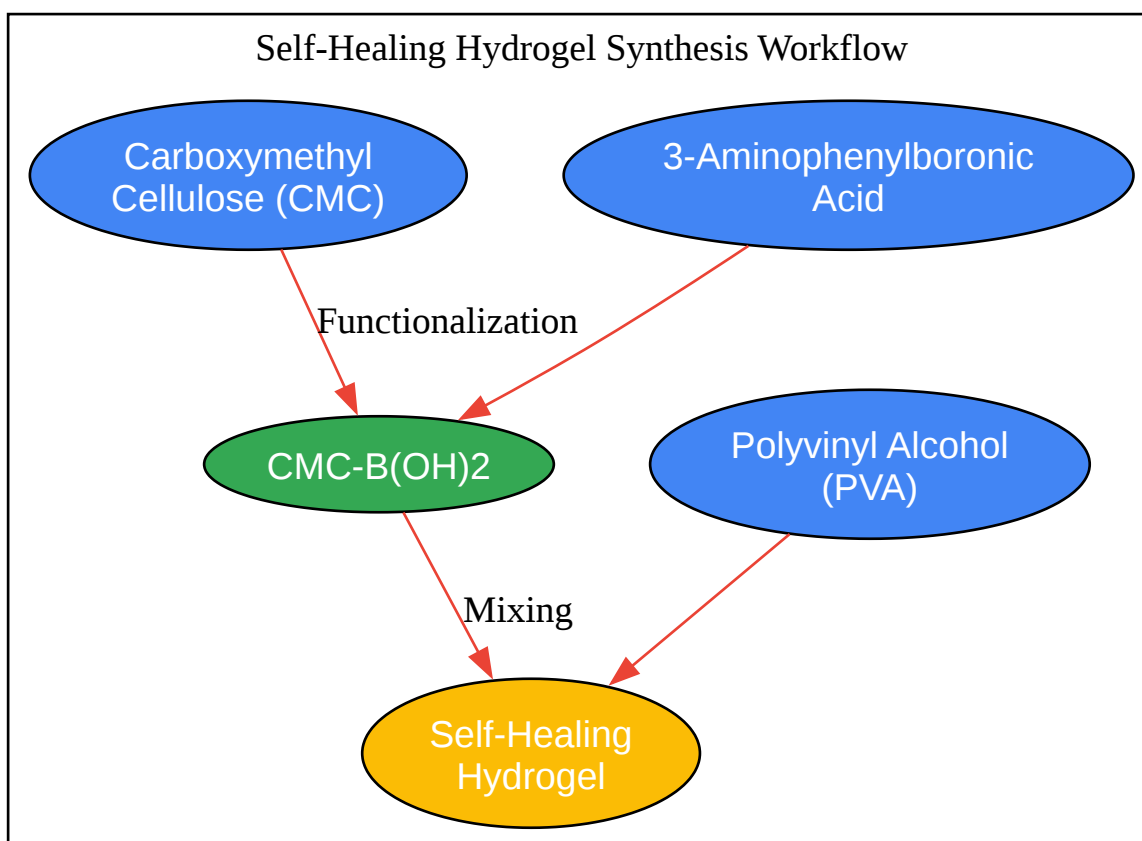 Self-Healing Hydrogel Synthesis Workflow
Carboxymethyl
Cellulose (CMC)
3-Aminophenylboronic
Acid
Functionalization
CMC-B(OH)2
Polyvinyl Alcohol
(PVA)
Mixing
Self-Healing
Hydrogel